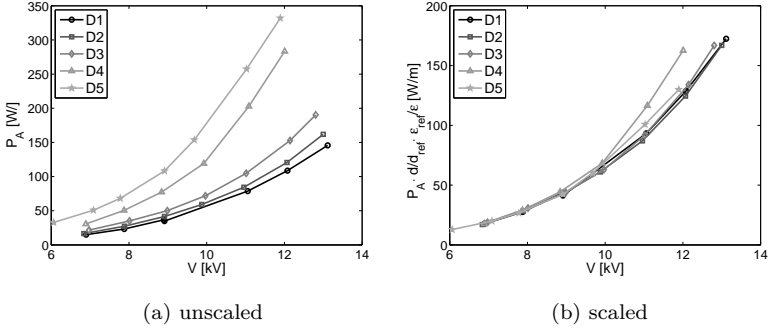 350
300
250
200
150
100
50
0
P_A [W/]
D1
D2
D3
D4
D5
6 8 10 12 14
V [kV]
(a) unscaled
200
150
100
50
0
P_A · d/d_ref · ε_ref/ε [W/m]
D1
D2
D3
D4
D5
4 6 8 10 12 14
V [kV]
(b) scaled